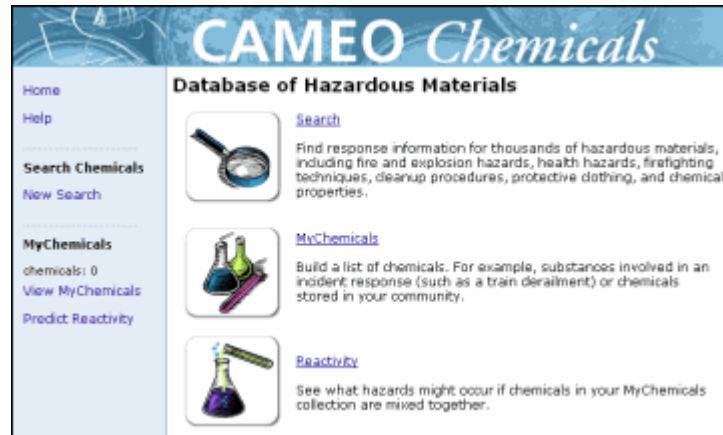 CAMEO Chemicals
Home
Help
Search Chemicals
New Search
MyChemicals
chemicals: 0
View MyChemicals
Predict Reactivity
Database of Hazardous Materials
Search
Find response information for thousands of hazardous materials,
including fire and explosion hazards, health hazards, firefighting
techniques, cleanup procedures, protective clothing, and chemical
properties.
MyChemicals
Build a list of chemicals. For example, substances involved in an
incident response (such as a train derailment) or chemicals
stored in your community.
Reactivity
See what hazards might occur if chemicals in your MyChemicals
collection are mixed together.